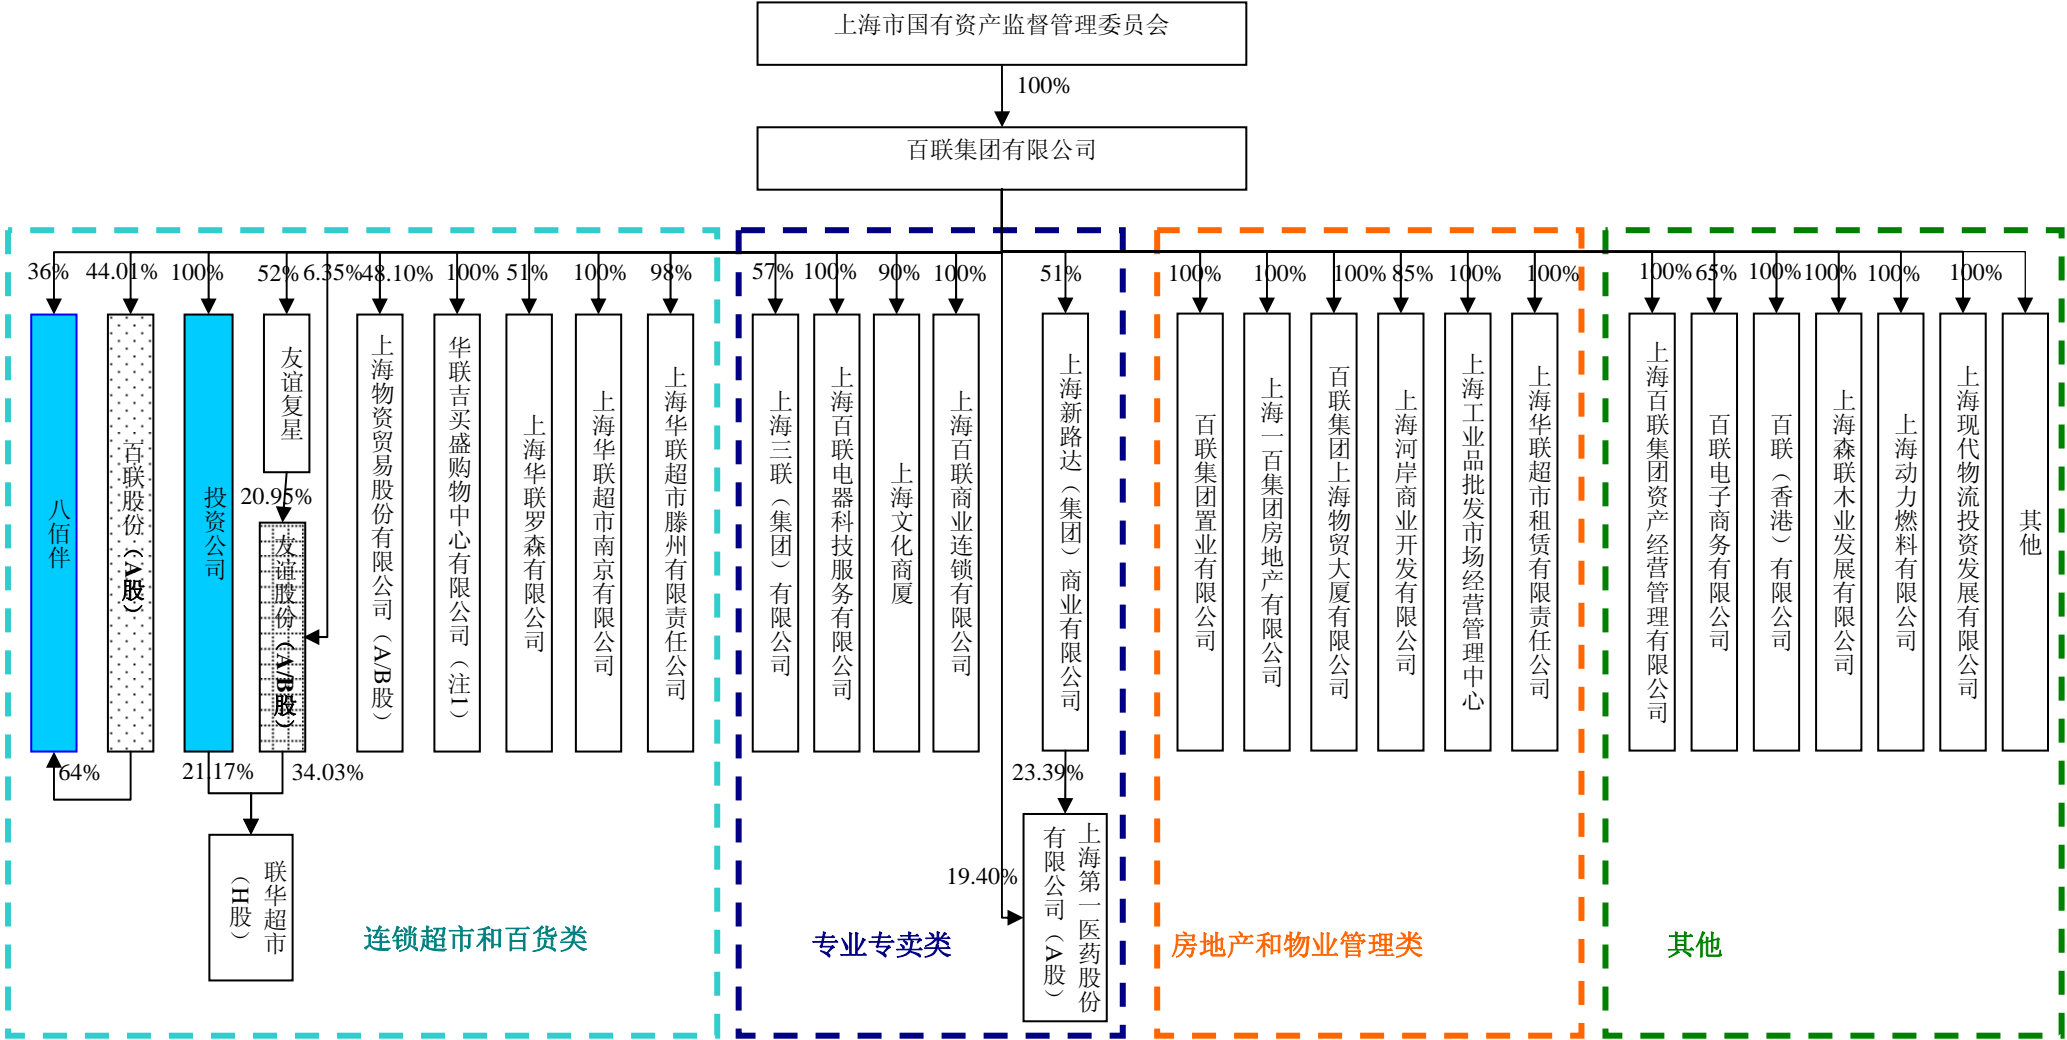 上海市国有资产监督管理委员会
100%
百联集团有限公司
36%
44.01%
100%
52%
6.35%
48.10%
100%
51%
100%
98%
57%
100%
90%
100%
51%
100%
100%
100%
85%
100%
100%
100%
65%
100%
100%
100%
100%
八佰伴
百联股份（A股）
投资公司
友谊复星
20.95%
友谊股份（A/B股）
上海物资贸易股份有限公司（A/B股）
华联吉买盛购物中心有限公司（注1）
上海华联罗森有限公司
上海华联超市南京有限公司
上海华联超市滕州有限责任公司
上海三联（集团）有限公司
上海百联电器科技服务有限公司
上海文化商厦
上海百联商业连锁有限公司
上海新路达（集团）商业有限公司
百联集团置业有限公司
上海一百集团房地产有限公司
百联集团上海物贸大厦有限公司
上海河岸商业开发有限公司
上海工业品批发市场经营管理中心
上海华联超市租赁有限责任公司
上海百联集团资产经营管理有限公司
百联电子商务有限公司
百联（香港）有限公司
上海森联木业发展有限公司
上海动力燃料有限公司
上海现代物流投资发展有限公司
其他
64%
21.17%
34.03%
23.39%
19.40%
联华超市
（H股）
上海第一医药股份
有限公司（A股）
连锁超市和百货类
专业专卖类
房地产和物业管理类
其他